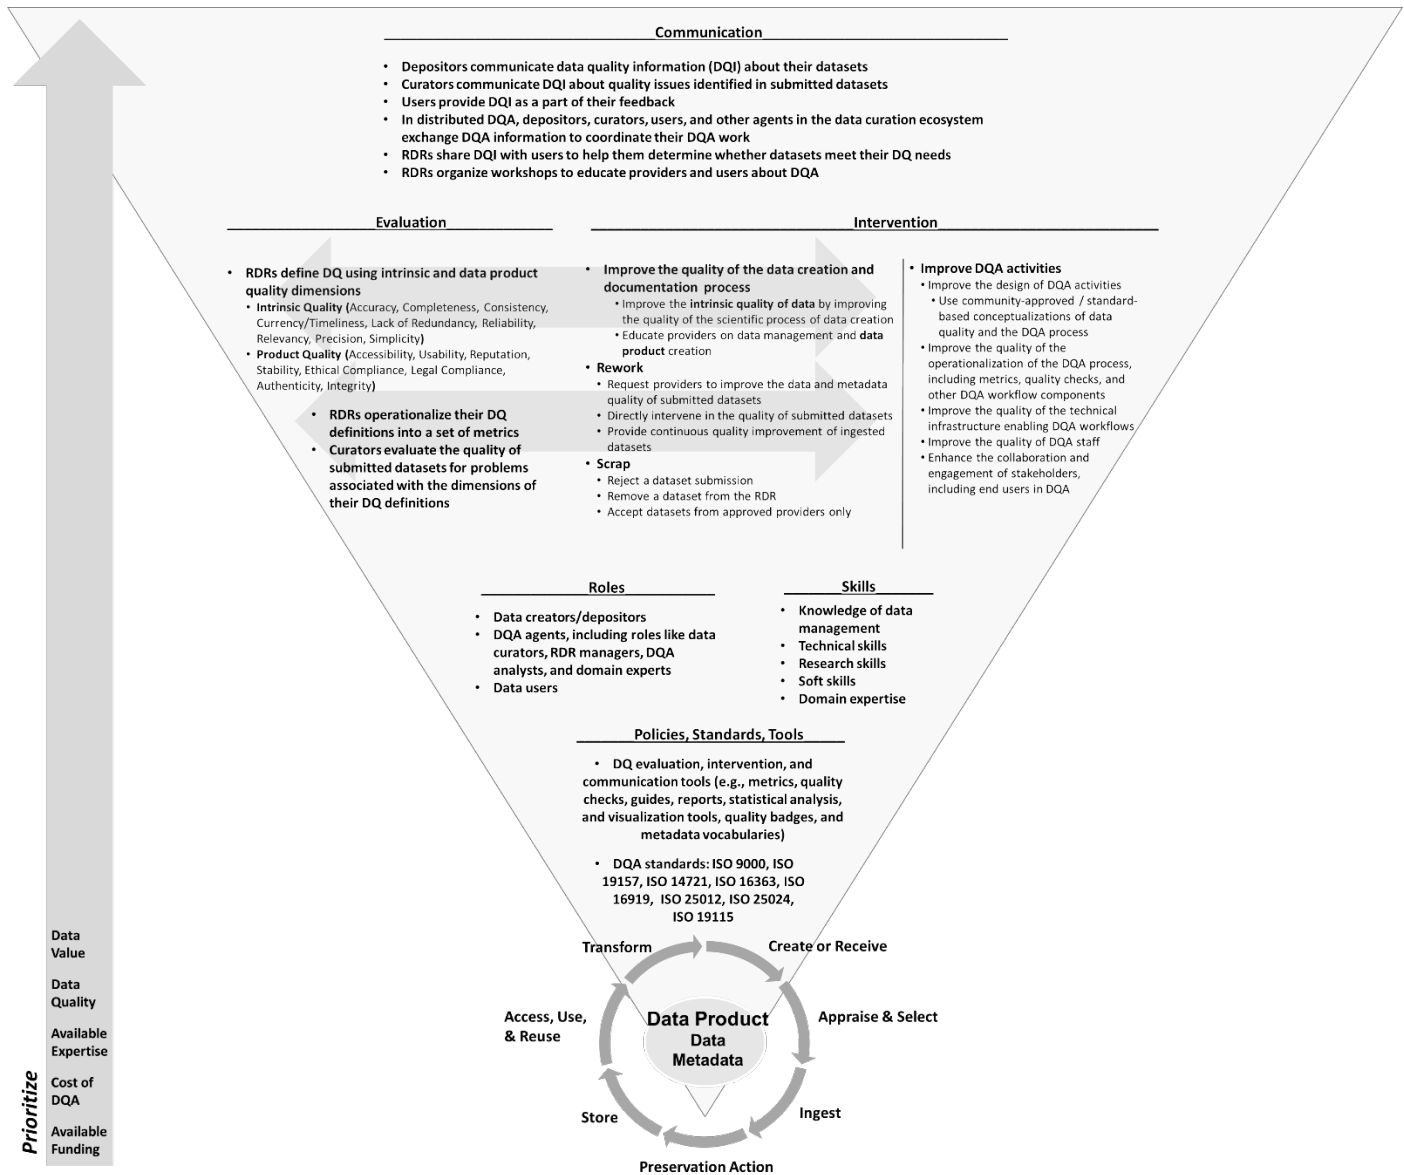 Communication
• Depositors communicate data quality information (DQI) about their datasets
• Curators communicate DQI about quality issues identified in submitted datasets
• Users provide DQI as a part of their feedback
• In distributed DQA, depositors, curators, users, and other agents in the data curation ecosystem
exchange DQA information to coordinate their DQA work
• RDRs share DQI with users to help them determine whether datasets meet their DQ needs
• RDRs organize workshops to educate providers and users about DQA
Evaluation
• RDRs define DQ using intrinsic and data product
quality dimensions
• Intrinsic Quality (Accuracy, Completeness, Consistency,
Currency/Timeliness, Lack of Redundancy, Reliability,
Relevancy, Precision, Simplicity)
• Product Quality (Accessibility, Usability, Reputation,
Stability, Ethical Compliance, Legal Compliance,
Authenticity, Integrity)
• RDRs operationalize their DQ
definitions into a set of metrics
• Curators evaluate the quality of
submitted datasets for problems
associated with the dimensions of
their DQ definitions
Intervention
• Improve the quality of the data creation and
documentation process
• Improve the intrinsic quality of data by improving
the quality of the scientific process of data creation
• Educate providers on data management and data
product creation
• Rework
• Request providers to improve the data and metadata
quality of submitted datasets
• Directly intervene in the quality of submitted datasets
• Provide continuous quality improvement of ingested
datasets
• Scrap
• Reject a dataset submission
• Remove a dataset from the RDR
• Accept datasets from approved providers only
• Improve DQA activities
• Improve the design of DQA activities
• Use community-approved / standard-
based conceptualizations of data
quality and the DQA process
• Improve the quality of the
operationalization of the DQA process,
including metrics, quality checks, and
other DQA workflow components
• Improve the quality of the technical
infrastructure enabling DQA workflows
• Improve the quality of DQA staff
• Enhance the collaboration and
engagement of stakeholders,
including end users in DQA
Roles
• Data creators/depositors
• DQA agents, including roles like data
curators, RDR managers, DQA
analysts, and domain experts
• Data users
Skills
• Knowledge of data
management
• Technical skills
• Research skills
• Soft skills
• Domain expertise
Policies, Standards, Tools
• DQ evaluation, intervention, and
communication tools (e.g., metrics, quality
checks, guides, reports, statistical analysis,
and visualization tools, quality badges, and
metadata vocabularies)
• DQA standards: ISO 9000, ISO
19157, ISO 14721, ISO 16363, ISO
16919, ISO 25012, ISO 25024,
ISO 19115
Transform
Create or Receive
Access, Use,
& Reuse
Appraise & Select
Data Product
Data
Metadata
Store
Ingest
Preservation Action
Data
Value
Data
Quality
Available
Expertise
Cost of
DQA
Available
Funding
Prioritize